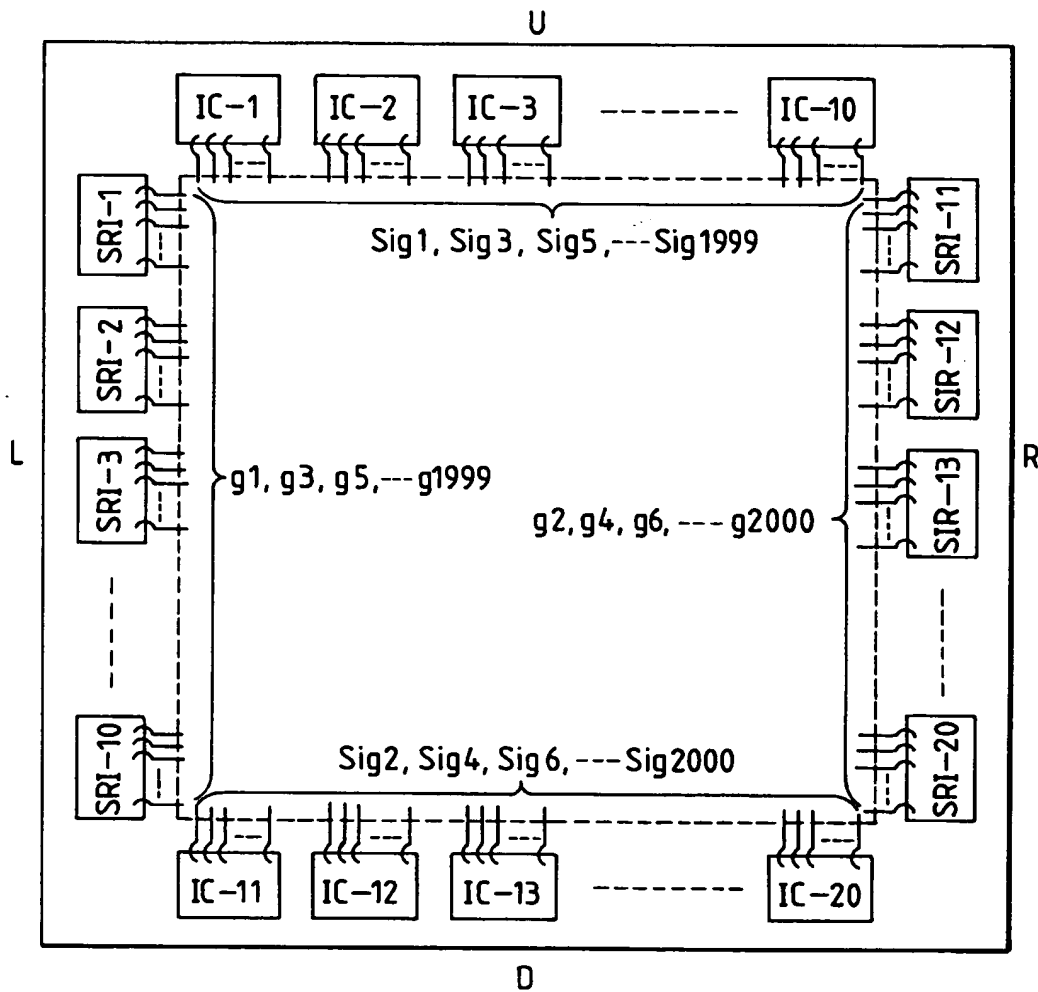 U
IC-1 IC-2 IC-3 -------- IC-10
SRI-1
SRI-11
Sig1, Sig3, Sig5,---Sig1999
SRI-2
SIR-12
L
R
SRI-3
SIR-13
g1, g3, g5,---g1999
g2, g4, g6, ---g2000
SRI-10
SRI-20
Sig2, Sig4, Sig6, ---Sig2000
IC-11 IC-12 IC-13 -------- IC-20
D